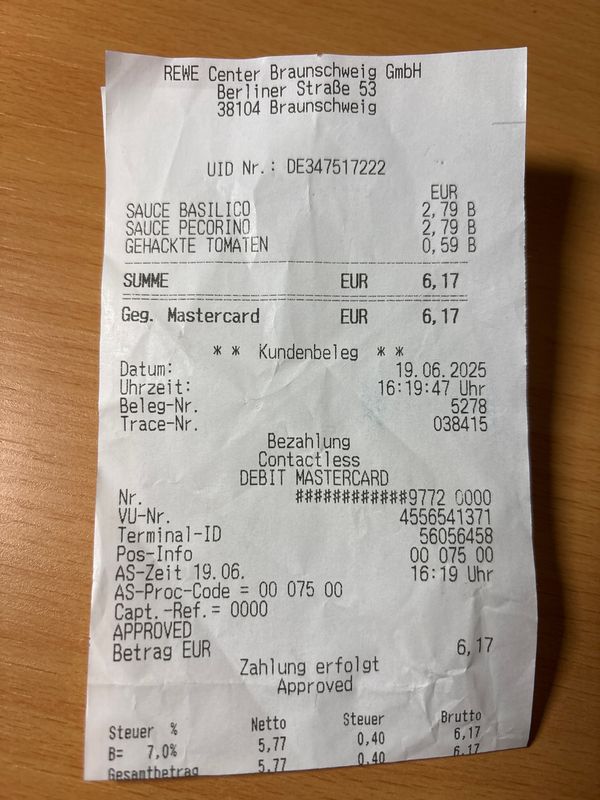 REWE Center Braunschweig GmbH
Berliner Straße 53
38104 Braunschweig
UID Nr.: DE347517222
EUR
SAUCE BASILICO 2,79 B
SAUCE PECORINO 2,79 B
GEHACKTE TOMATEN 0,59 B
SUMME EUR 6,17
Geg. Mastercard EUR 6,17
* * Kundenbeleg * *
Datum: 19.06.2025
Uhrzeit: 16:19:47 Uhr
Beleg-Nr. 5278
Trace-Nr. 038415
Bezahlung
Contactless
DEBIT MASTERCARD
Nr. ############9772 0000
VU-Nr. 4556541371
Terminal-ID 56056458
Pos-Info 00 075 00
AS-Zeit 19.06. 16:19 Uhr
AS-Proc-Code = 00 075 00
Capt.-Ref.= 0000
APPROVED
Betrag EUR 6,17
Zahlung erfolgt
Approved
Steuer % Netto Steuer Brutto
B= 7,0% 5,77 0,40 6,17
Gesamtbetrag 5,77 0,40 6,17